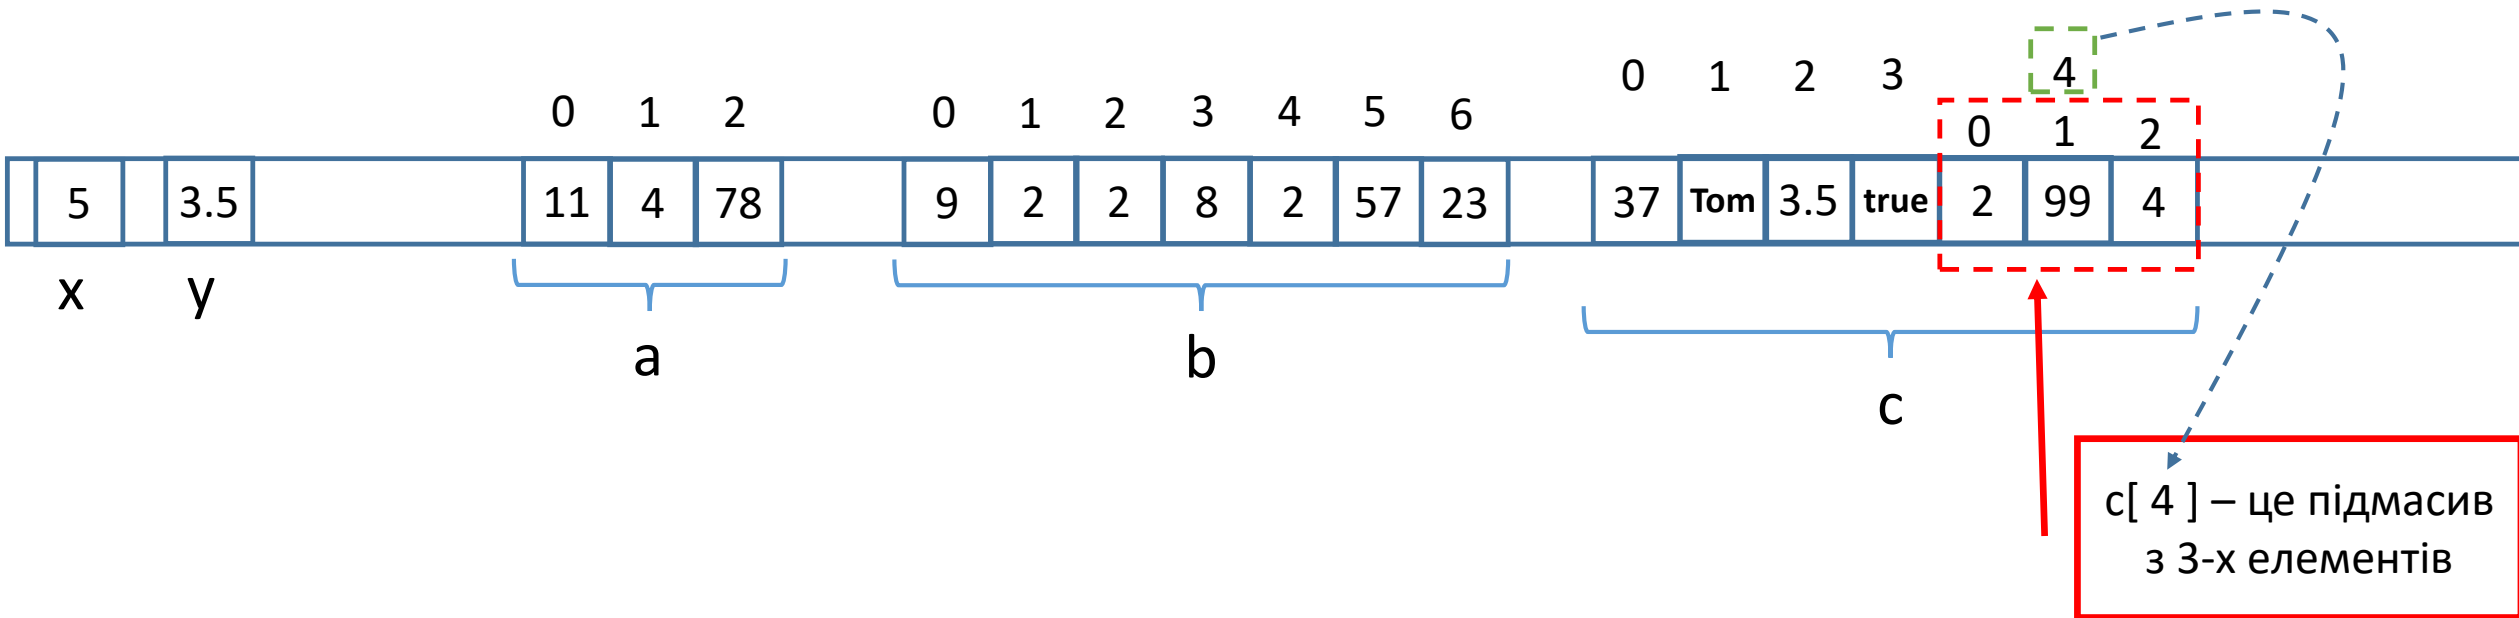 4
0 1 2 3
0 1 2
0 1 2 3 4 5 6
0 1 2
5 3.5 11 4 78 9 2 2 8 2 57 23 37 Tom 3.5 true 2 99 4
x y
a b
c
c[ 4 ] – це підмасив
з 3-х елементів